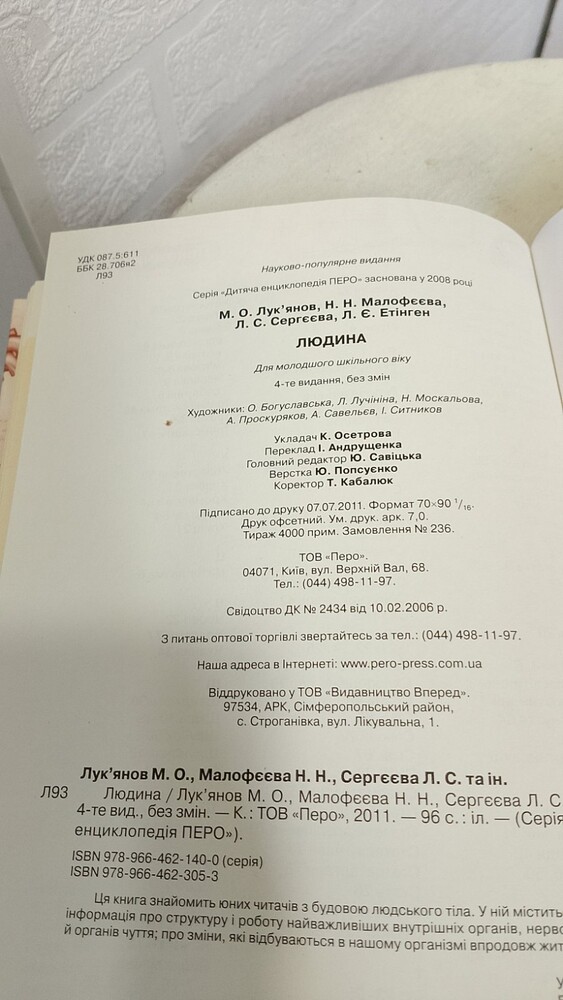 УДК 087.5:611
ББК 28.706я2
Л93
Науково-популярне видання
Серія «Дитяча енциклопедія ПЕРО» заснована у 2008 році
М. О. Лук'янов, Н. Н. Малофєєва,
Л. С. Сергєєва, Л. Є. Етінген
ЛЮДИНА
Для молодшого шкільного віку
4-те видання, без змін
Художники: О. Богуславська, Л. Лучініна, Н. Москальова,
А. Проскуряков, А. Савельєв, І. Ситников
Укладач К. Осетрова
Переклад І. Андрущенка
Головний редактор Ю. Савіцька
Верстка Ю. Попсуєнко
Коректор Т. Кабалюк
Підписано до друку 07.07.2011. Формат 70×90 1/16.
Друк офсетний. Ум. друк. арк. 7,0.
Тираж 4000 прим. Замовлення № 236.
ТОВ «Перо».
04071, Київ, вул. Верхній Вал, 68.
Тел.: (044) 498-11-97.
Свідоцтво ДК № 2434 від 10.02.2006 р.
З питань оптової торгівлі звертайтесь за тел.: (044) 498-11-97.
Наша адреса в Інтернеті: www.pero-press.com.ua
Віддруковано у ТОВ «Видавництво Вперед».
97534, АРК, Сімферопольський район,
с. Строганівка, вул. Лікувальна, 1.
Лук'янов М. О., Малофєєва Н. Н., Сергєєва Л. С. та ін.
Л93 Людина / Лук'янов М. О., Малофєєва Н. Н., Сергєєва Л. С
4-те вид., без змін. — К.: ТОВ «Перо», 2011. — 96 с.: іл. — (Серія
енциклопедія ПЕРО»).
ISBN 978-966-462-140-0 (серія)
ISBN 978-966-462-305-3
Ця книга знайомить юних читачів з будовою людського тіла. У ній містить
інформація про структуру і роботу найважливіших внутрішніх органів, нерво
й органів чуття; про зміни, які відбуваються в нашому організмі впродовж жит